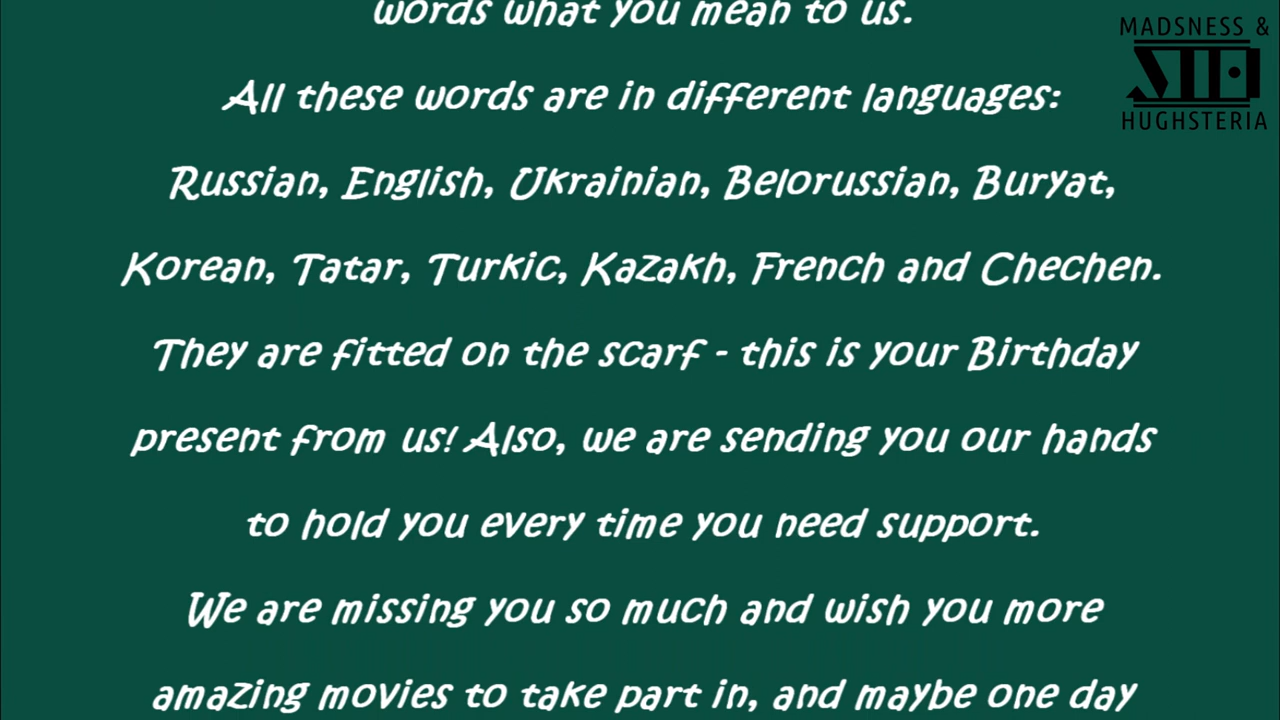 words what you mean to us.
MADSNESS &
HUGHSTERIA
All these words are in different languages:
Russian, English, Ukrainian, Belorussian, Buryat,
Korean, Tatar, Turkic, Kazakh, French and Chechen.
They are fitted on the scarf - this is your Birthday
present from us! Also, we are sending you our hands
to hold you every time you need support.
We are missing you so much and wish you more
amazing movies to take part in, and maybe one day